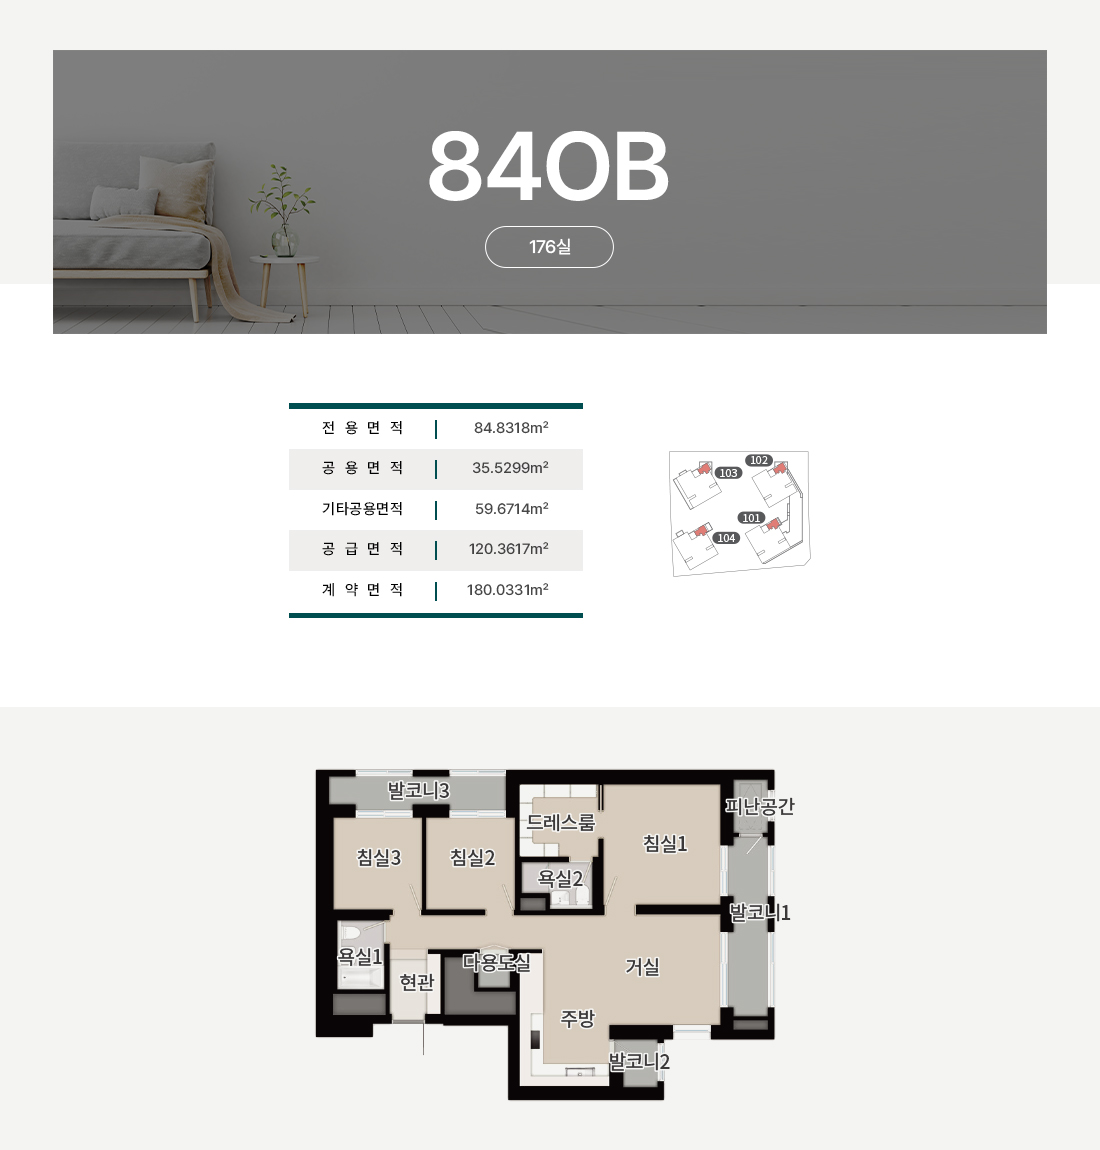 84OB
176실
전 용 면 적 84.8318m²
공 용 면 적 35.5299m²
기타공용면적 59.6714m²
공 급 면 적 120.3617m²
계 약 면 적 180.0331m²
102
103
101
104
발코니3
드레스룸
피난공간
침실3
침실2
침실1
욕실2
발코니1
욕실1
다용도실
거실
현관
주방
발코니2